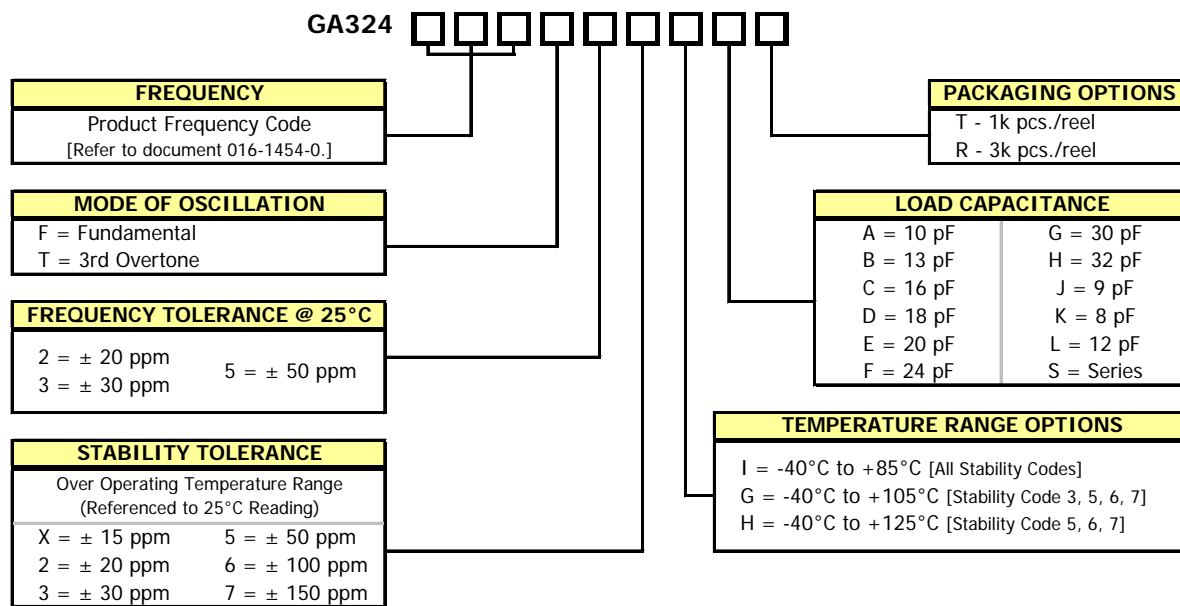 GA324
FREQUENCY
Product Frequency Code
[Refer to document 016-1454-0.]
MODE OF OSCILLATION
F = Fundamental
T = 3rd Overtone
FREQUENCY TOLERANCE @ 25°C
2 = ± 20 ppm
3 = ± 30 ppm
5 = ± 50 ppm
STABILITY TOLERANCE
Over Operating Temperature Range
(Referenced to 25°C Reading)
X = ± 15 ppm
2 = ± 20 ppm
3 = ± 30 ppm
5 = ± 50 ppm
6 = ± 100 ppm
7 = ± 150 ppm
PACKAGING OPTIONS
T - 1k pcs./reel
R - 3k pcs./reel
LOAD CAPACITANCE
A = 10 pF
B = 13 pF
C = 16 pF
D = 18 pF
E = 20 pF
F = 24 pF
G = 30 pF
H = 32 pF
J = 9 pF
K = 8 pF
L = 12 pF
S = Series
TEMPERATURE RANGE OPTIONS
I = -40°C to +85°C [All Stability Codes]
G = -40°C to +105°C [Stability Code 3, 5, 6, 7]
H = -40°C to +125°C [Stability Code 5, 6, 7]